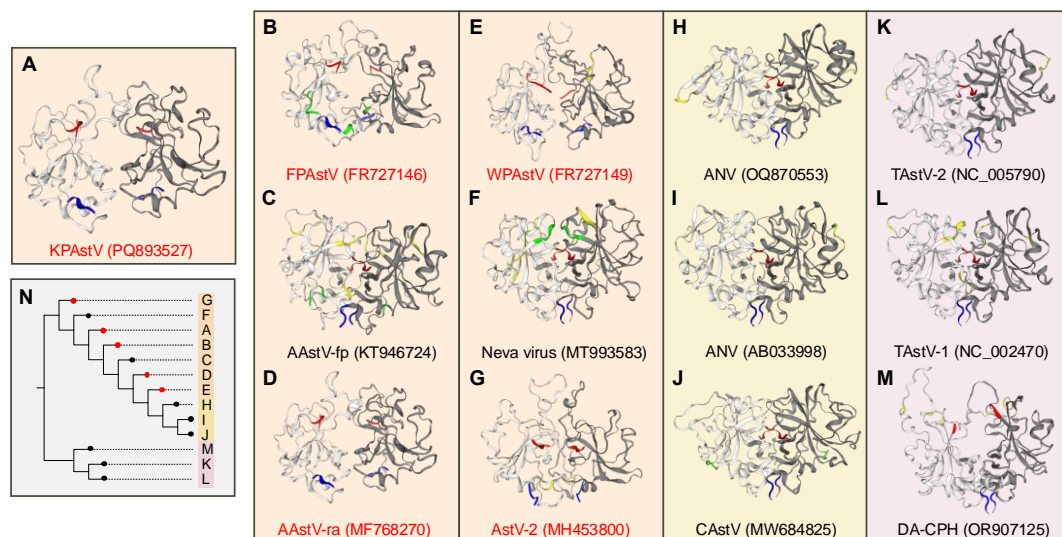 A
KPAstV (PQ893527)
N
G
F
A
B
C
D
E
H
I
J
M
K
L
B
FPAstV (FR727146)
C
AAstV-fp (KT946724)
D
AAstV-ra (MF768270)
E
WPAstV (FR727149)
F
Neva virus (MT993583)
G
AstV-2 (MH453800)
H
ANV (OQ870553)
I
ANV (AB033998)
J
CAstV (MW684825)
K
TAstV-2 (NC_005790)
L
TAstV-1 (NC_002470)
M
DA-CPH (OR907125)